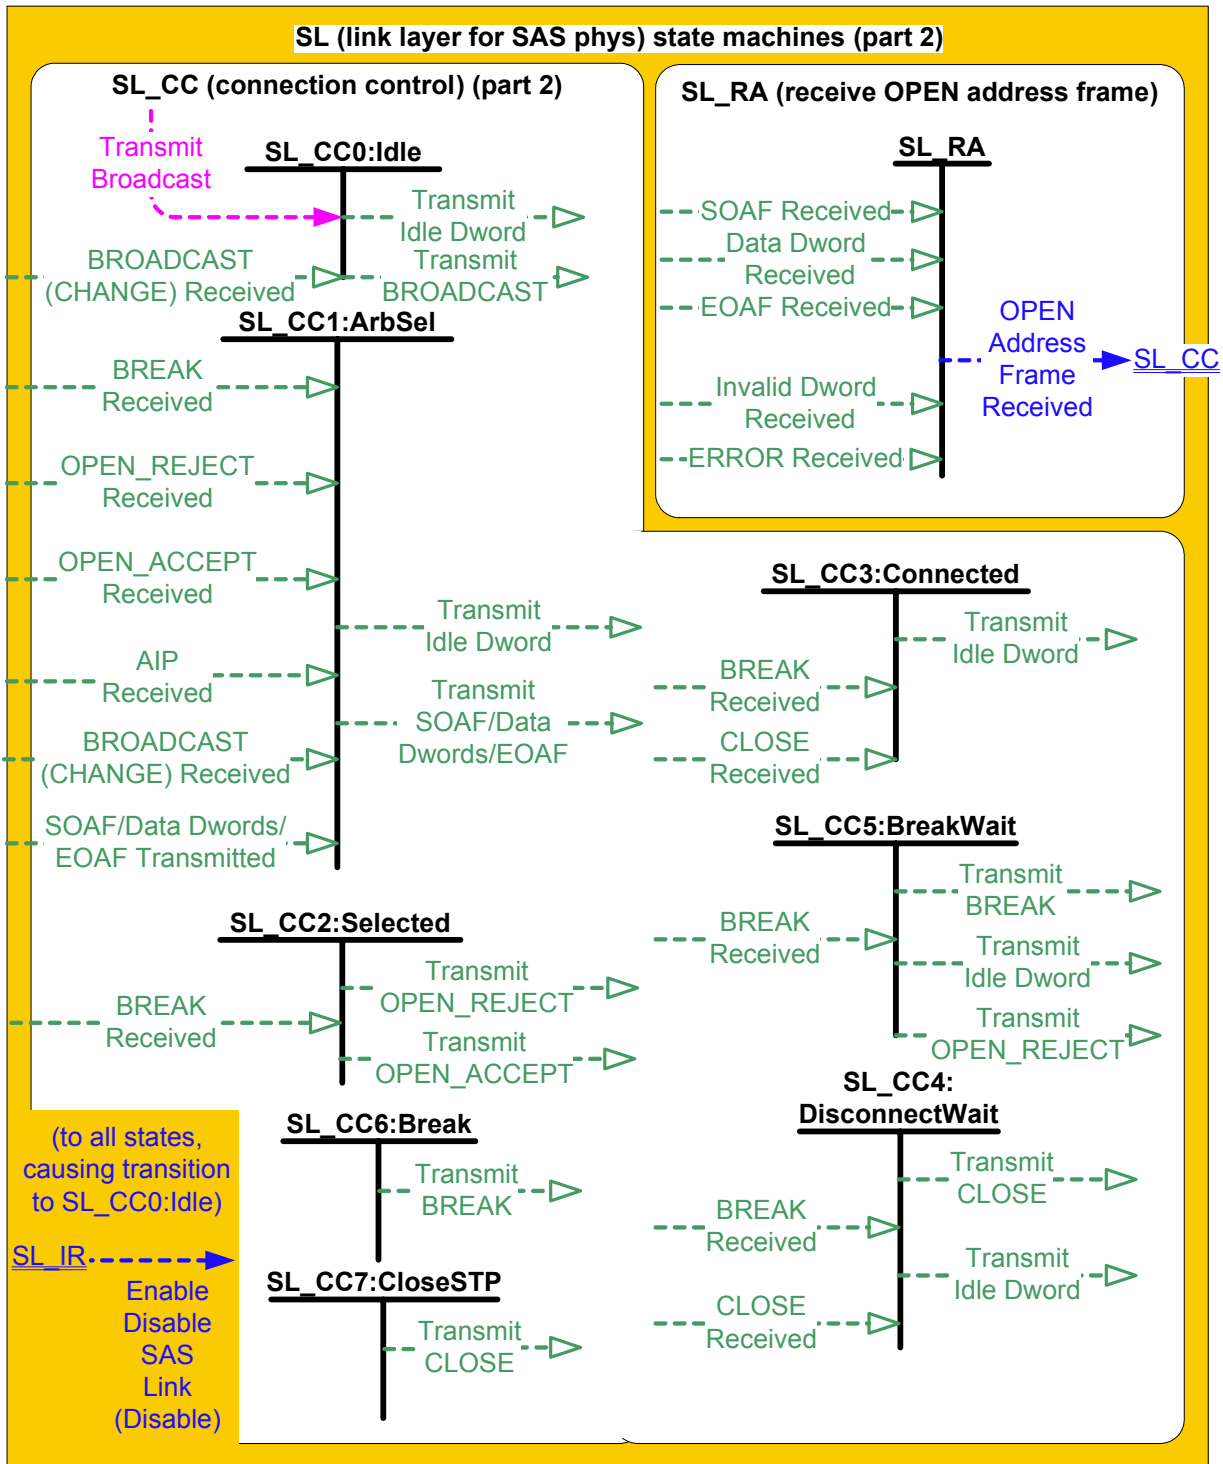 SL (link layer for SAS phys) state machines (part 2)
SL_CC (connection control) (part 2)
Transmit
Broadcast
SL_CC0:Idle
Transmit
Idle Dword
BROADCAST
(CHANGE) Received
Transmit
BROADCAST
SL_CC1:ArbSel
BREAK
Received
OPEN_REJECT
Received
OPEN_ACCEPT
Received
Transmit
Idle Dword
AIP
Received
Transmit
SOAF/Data
Dwords/EOAF
BROADCAST
(CHANGE) Received
SOAF/Data Dwords/
EOAF Transmitted
SL_CC2:Selected
Transmit
OPEN_REJECT
BREAK
Received
Transmit
OPEN_ACCEPT
(to all states,
causing transition
to SL_CC0:Idle)
SL_IR
Enable
Disable
SAS
Link
(Disable)
SL_CC6:Break
Transmit
BREAK
SL_CC7:CloseSTP
Transmit
CLOSE
SL_RA (receive OPEN address frame)
SL_RA
SOAF Received
Data Dword
Received
EOAF Received
OPEN
Address
Frame
Received
SL_CC
Invalid Dword
Received
ERROR Received
SL_CC3:Connected
Transmit
Idle Dword
BREAK
Received
CLOSE
Received
SL_CC5:BreakWait
Transmit
BREAK
BREAK
Received
Transmit
Idle Dword
Transmit
OPEN_REJECT
SL_CC4:
DisconnectWait
Transmit
CLOSE
BREAK
Received
Transmit
Idle Dword
CLOSE
Received